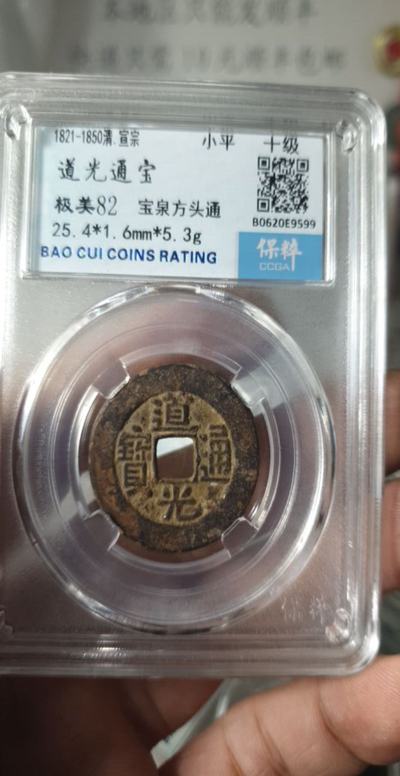 1821-1850清.宣宗 小平 十级
道光通宝
极美82 宝泉方头通
25.4*1.6mm*5.3g
B0620E9599
BAO CUI COINS RATING
保粹
CCGA
道光通寶